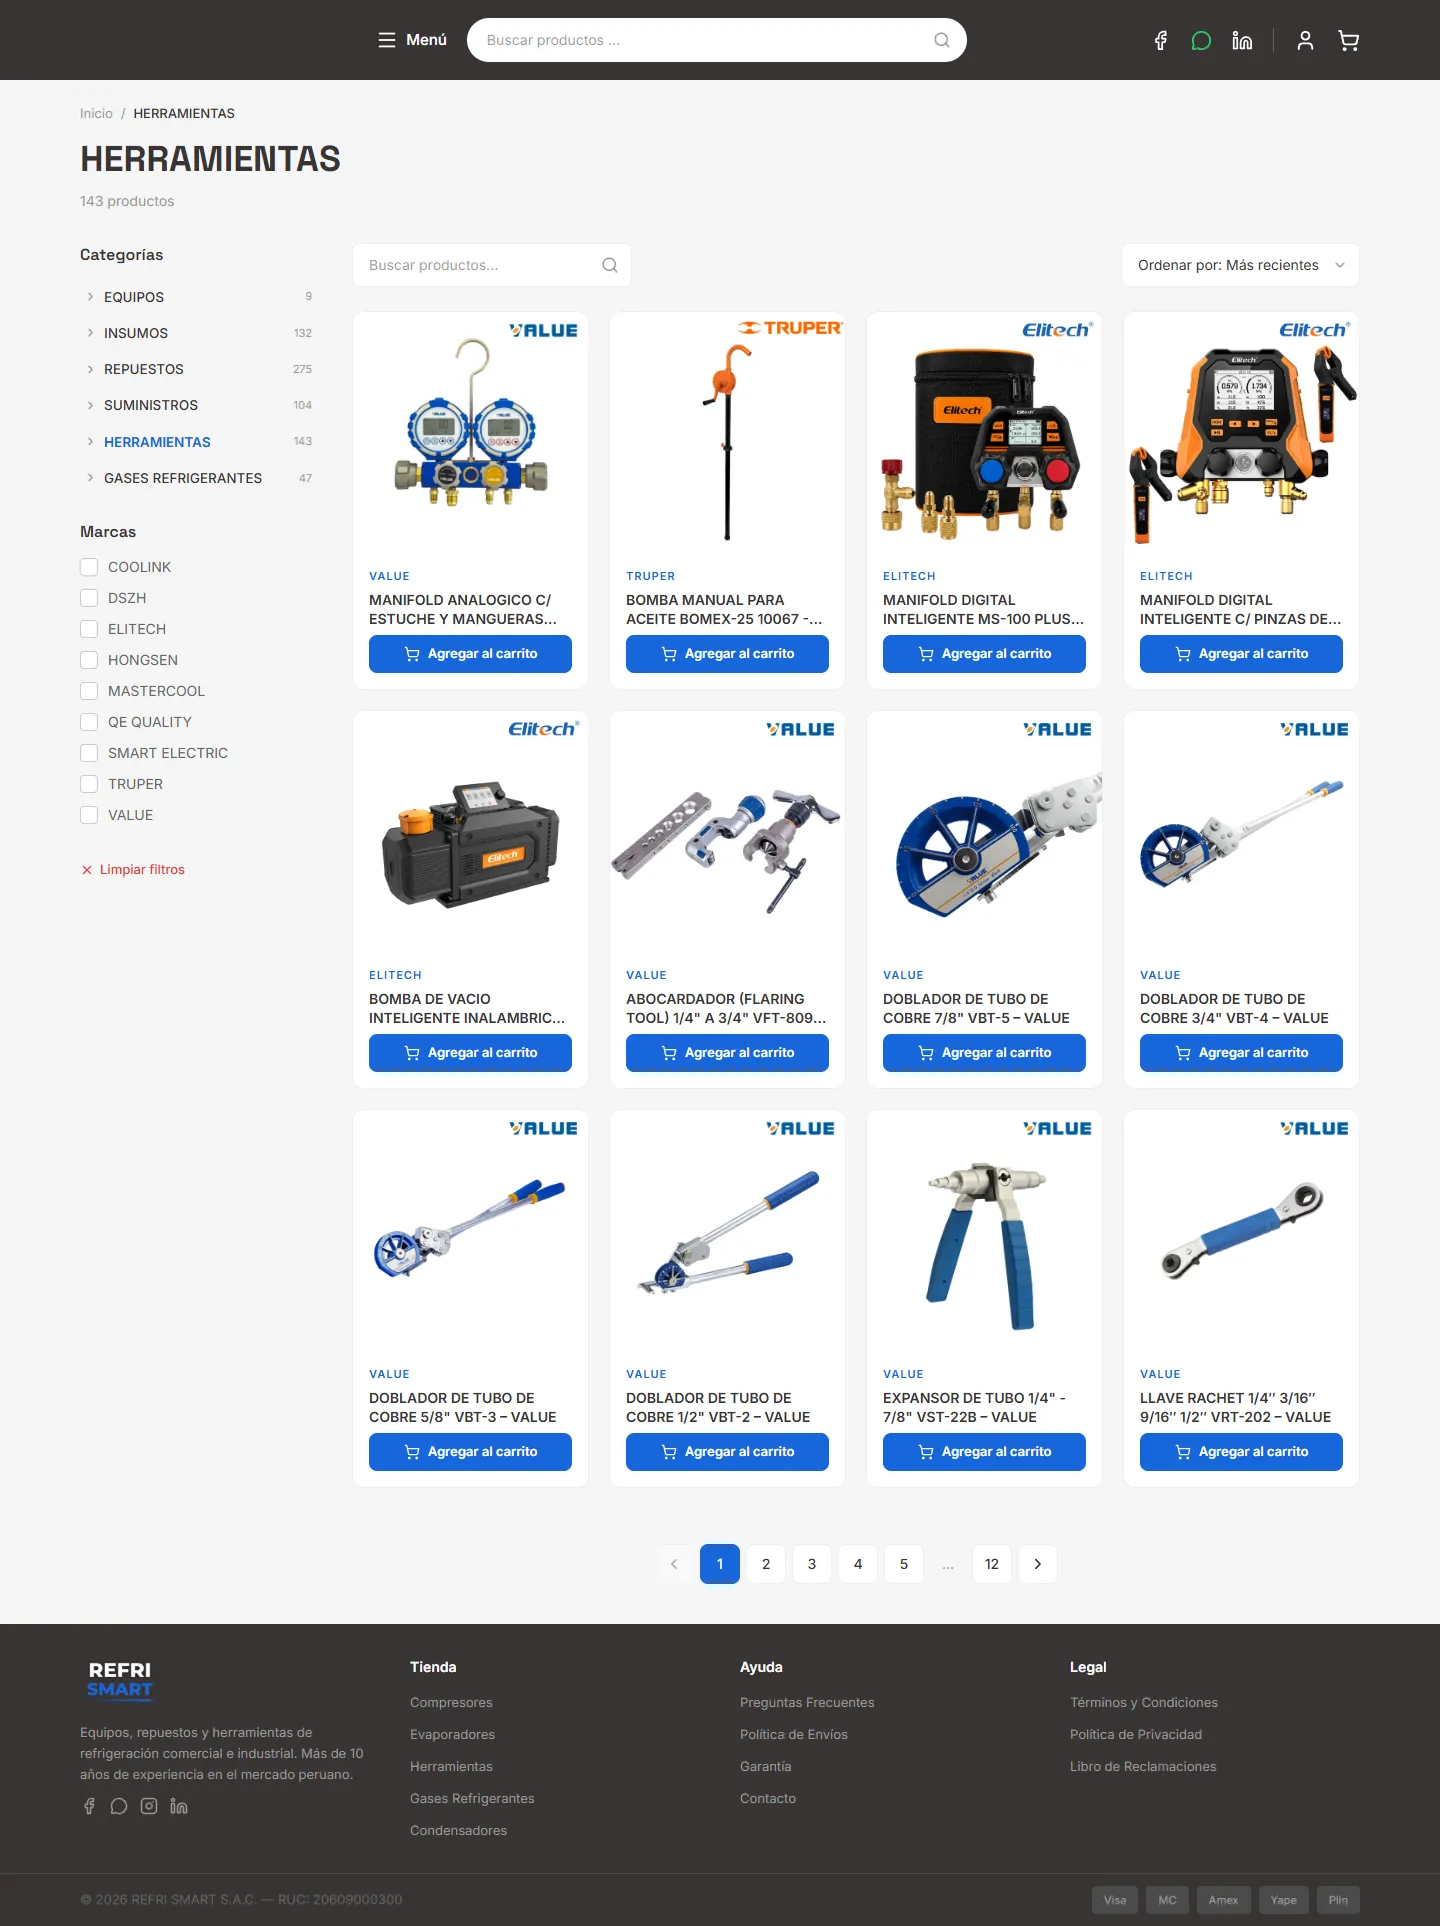 Menú
Buscar productos ...
Inicio / HERRAMIENTAS
HERRAMIENTAS
143 productos
Categorías
EQUIPOS 9
INSUMOS 132
REPUESTOS 275
SUMINISTROS 104
HERRAMIENTAS 143
GASES REFRIGERANTES 47
Marcas
COOLINK
DSZH
ELITECH
HONGSEN
MASTERCOOL
QE QUALITY
SMART ELECTRIC
TRUPER
VALUE
Limpiar filtros
Buscar productos...
Ordenar por: Más recientes
VALUE
VALUE
MANIFOLD ANALOGICO C/
ESTUCHE Y MANGUERAS...
Agregar al carrito
TRUPER
TRUPER
BOMBA MANUAL PARA
ACEITE BOMEX-25 10067 -...
Agregar al carrito
Elitech
Elitech
Elitech
ELITECH
MANIFOLD DIGITAL
INTELIGENTE MS-100 PLUS...
Agregar al carrito
Elitech
Elitech
0.579 1.734
ELITECH
MANIFOLD DIGITAL
INTELIGENTE C/ PINZAS DE...
Agregar al carrito
Elitech
Elitech
ELITECH
BOMBA DE VACIO
INTELIGENTE INALAMBRIC...
Agregar al carrito
VALUE
VALUE
ABOCARDADOR (FLARING
TOOL) 1/4" A 3/4" VFT-809...
Agregar al carrito
VALUE
VALUE
VALUE
DOBLADOR DE TUBO DE
COBRE 7/8" VBT-5 – VALUE
Agregar al carrito
VALUE
VALUE
DOBLADOR DE TUBO DE
COBRE 3/4" VBT-4 – VALUE
Agregar al carrito
VALUE
VALUE
DOBLADOR DE TUBO DE
COBRE 5/8" VBT-3 – VALUE
Agregar al carrito
VALUE
VALUE
DOBLADOR DE TUBO DE
COBRE 1/2" VBT-2 – VALUE
Agregar al carrito
VALUE
VALUE
EXPANSOR DE TUBO 1/4" -
7/8" VST-22B – VALUE
Agregar al carrito
VALUE
VALUE
LLAVE RACHET 1/4′′ 3/16′′
9/16′′ 1/2′′ VRT-202 – VALUE
Agregar al carrito
1 2 3 4 5 ... 12
REFRI
SMART
Equipos, repuestos y herramientas de
refrigeración comercial e industrial. Más de 10
años de experiencia en el mercado peruano.
Tienda
Compresores
Evaporadores
Herramientas
Gases Refrigerantes
Condensadores
Ayuda
Preguntas Frecuentes
Política de Envíos
Garantía
Contacto
Legal
Términos y Condiciones
Política de Privacidad
Libro de Reclamaciones
© 2026 REFRI SMART S.A.C. — RUC: 20609000300
Visa MC Amex Yape Plin